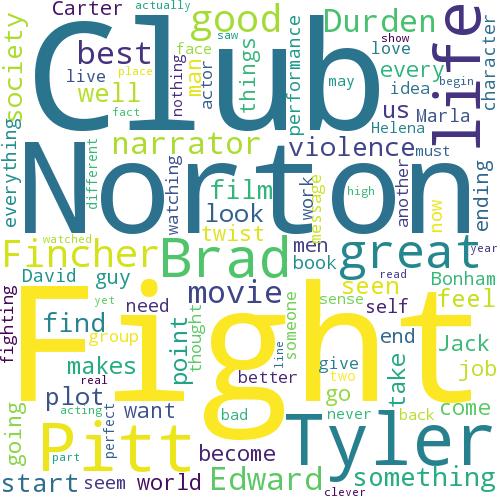 Carter
actually
good
Durden
life
Club
best
saw
face
show
love
society
live
man
things
performance
every
character
well
nothing
actor
may
idea
place
us
Marla
begin
fact
Helena
everything
narrator
violence
must
Norton
different
watching
film
message
high
work
another
now
ending
look
twist
watched
men
Fincher
Brad
book
great
year
David
guy
movie
seen
Bonham
read
self
feel
fighting
yet
need
sense
Fight
find
group
point
thought
someone
end
Jack
real
makes
line
give
take
job
better
two
plot
perfect
go
come
going
acting
want
bad
never
back
Pitt
Tyler
part
become
start
seem
world
Edward
something
clever